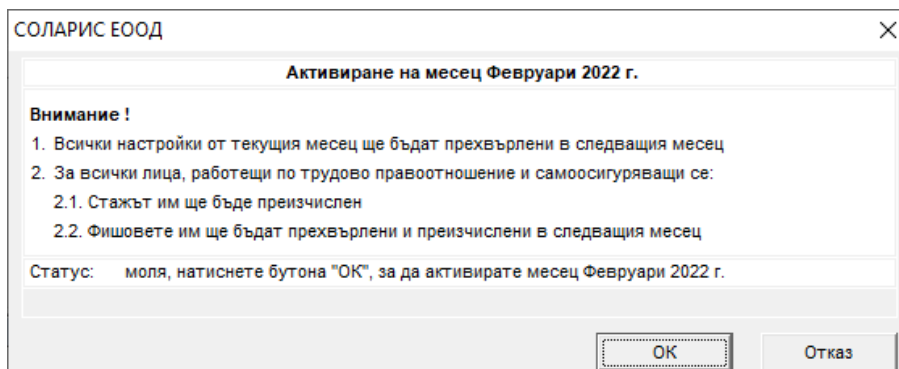 СОЛАРИС ЕООД
Активиране на месец Февруари 2022 г.
Внимание !
1. Всички настройки от текущия месец ще бъдат прехвърлени в следващия месец
2. За всички лица, работещи по трудово правоотношение и самоосигуряващи се:
2.1. Стажът им ще бъде преизчислен
2.2. Фишовете им ще бъдат прехвърлени и преизчислени в следващия месец
Статус: моля, натиснете бутона "ОК", за да активирате месец Февруари 2022 г.
ОК Отказ